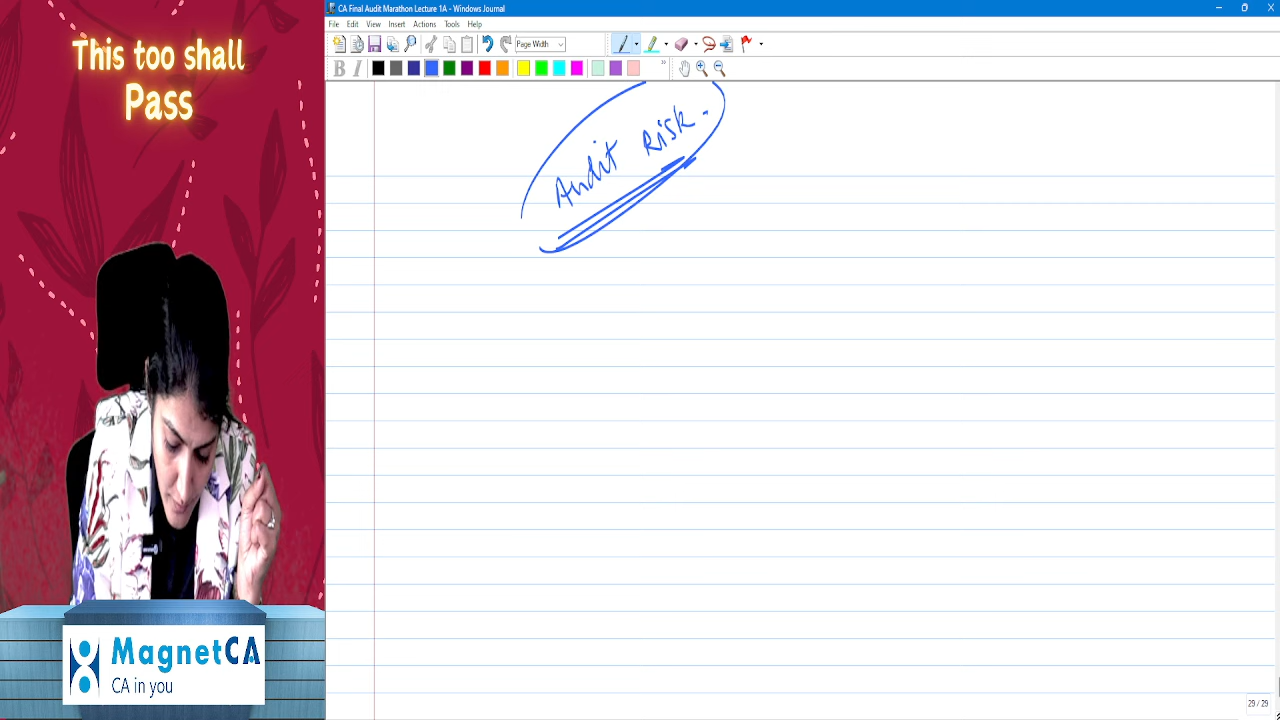 This too shall
Pass
CA Final Audit Marathon Lecture 1A - Windows Journal
File Edit View Insert Actions Tools Help
Page Width
B I
Audit Risk.
MagnetCA
CA in you
29 / 29